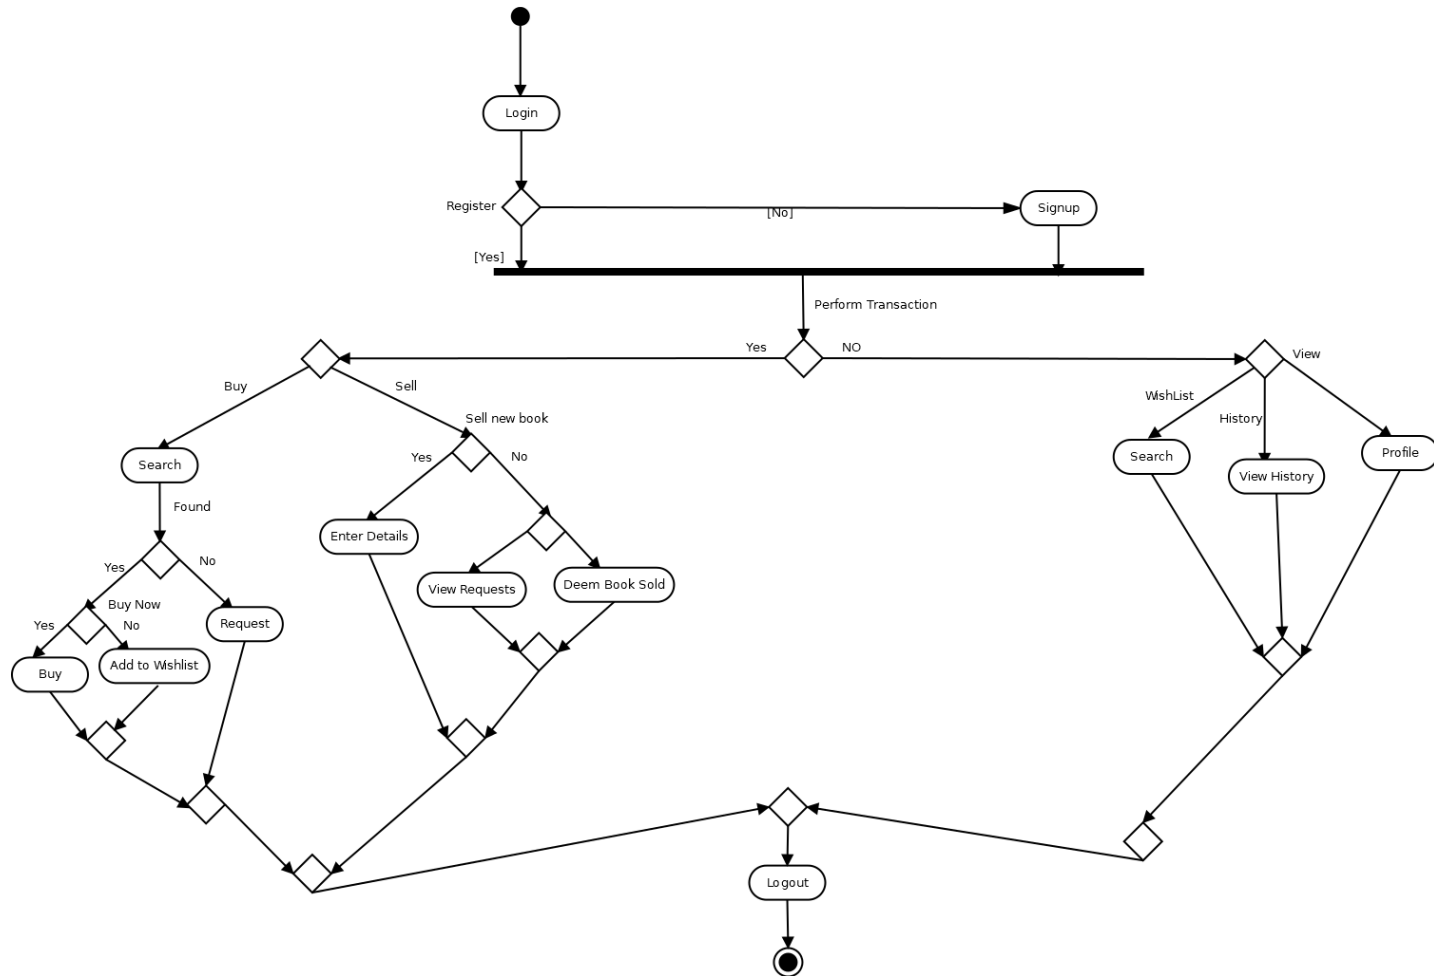 Login
Register
[No]
Signup
[Yes]
Perform Transaction
Yes
NO
View
Buy
Sell
WishList
Sell new book
History
Search
Yes
No
Search
View History
Profile
Found
Enter Details
Yes
No
View Requests
Deem Book Sold
Buy Now
Yes
No
Request
Buy
Add to Wishlist
Logout